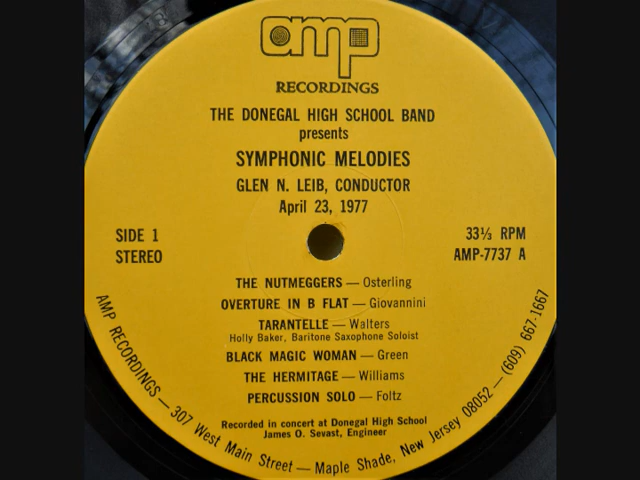 amp
RECORDINGS
THE DONEGAL HIGH SCHOOL BAND
presents
SYMPHONIC MELODIES
GLEN N. LEIB, CONDUCTOR
April 23, 1977
SIDE 1
STEREO
33⅓ RPM
AMP-7737 A
THE NUTMEGGERS — Osterling
OVERTURE IN B FLAT — Giovannini
TARANTELLE — Walters
Holly Baker, Baritone Saxophone Soloist
BLACK MAGIC WOMAN — Green
THE HERMITAGE — Williams
PERCUSSION SOLO — Foltz
Recorded in concert at Donegal High School
James O. Sevast, Engineer
AMP RECORDINGS — 307 West Main Street — Maple Shade, New Jersey 08052 — (609) 667-1667